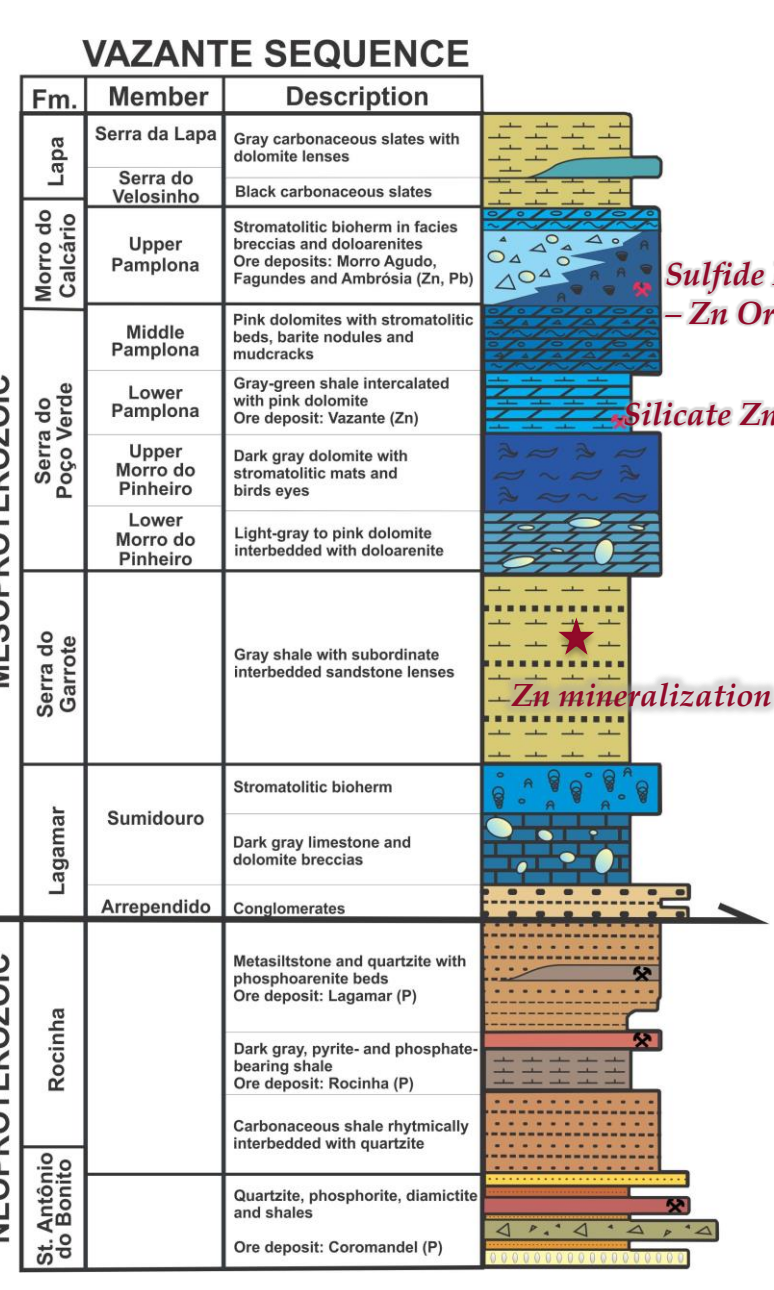 VAZANTE SEQUENCE
Fm. Member Description
Lapa
Serra da Lapa
Gray carbonaceous slates with
dolomite lenses
Serra do
Velosinho
Black carbonaceous slates
Morro do
Calcário
Upper
Pamplona
Stromatolitic bioherm in facies
breccias and doloarenites
Ore deposits: Morro Agudo,
Fagundes and Ambrósia (Zn, Pb)
Sulfide
– Zn Or
Serra do
Poço Verde
Middle
Pamplona
Pink dolomites with stromatolitic
beds, barite nodules and
mudcracks
Lower
Pamplona
Gray-green shale intercalated
with pink dolomite
Ore deposit: Vazante (Zn)
Silicate Zn
Upper
Morro do
Pinheiro
Dark gray dolomite with
stromatolitic mats and
birds eyes
Lower
Morro do
Pinheiro
Light-gray to pink dolomite
interbedded with doloarenite
MESOPROTEROZOIC
Serra do
Garrote
Gray shale with subordinate
interbedded sandstone lenses
Zn mineralization
Lagamar
Sumidouro
Stromatolitic bioherm
Dark gray limestone and
dolomite breccias
Arrependido
Conglomerates
NEOPROTEROZOIC
Rocinha
Metasiltstone and quartzite with
phosphoarenite beds
Ore deposit: Lagamar (P)
Dark gray, pyrite- and phosphate-
bearing shale
Ore deposit: Rocinha (P)
Carbonaceous shale rhytmically
interbedded with quartzite
St. Antônio
do Bonito
Quartzite, phosphorite, diamictite
and shales
Ore deposit: Coromandel (P)